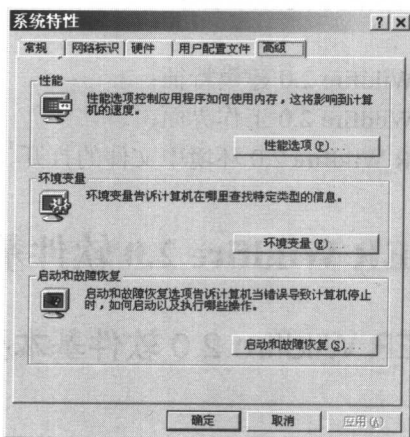 系统特性
常规 网络标识 硬件 用户配置文件 高级
性能
性能选项控制应用程序如何使用内存，这将影响到计算
机的速度。
性能选项(P)...
环境变量
环境变量告诉计算机在哪里查找特定类型的信息。
环境变量(E)...
启动和故障恢复
启动和故障恢复选项告诉计算机当错误导致计算机停止
时，如何启动以及执行哪些操作。
启动和故障恢复(S)...
确定 取消 应用(A)